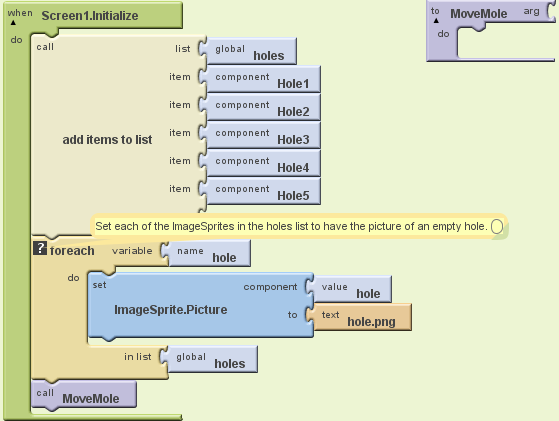 when Screen1.Initialize
do
call add items to list
list global holes
item component Hole1
item component Hole2
item component Hole3
item component Hole4
item component Hole5
Set each of the ImageSprites in the holes list to have the picture of an empty hole.
? foreach variable name hole
do
set ImageSprite.Picture
component value hole
to text hole.png
in list global holes
call MoveMole
to MoveMole arg
do